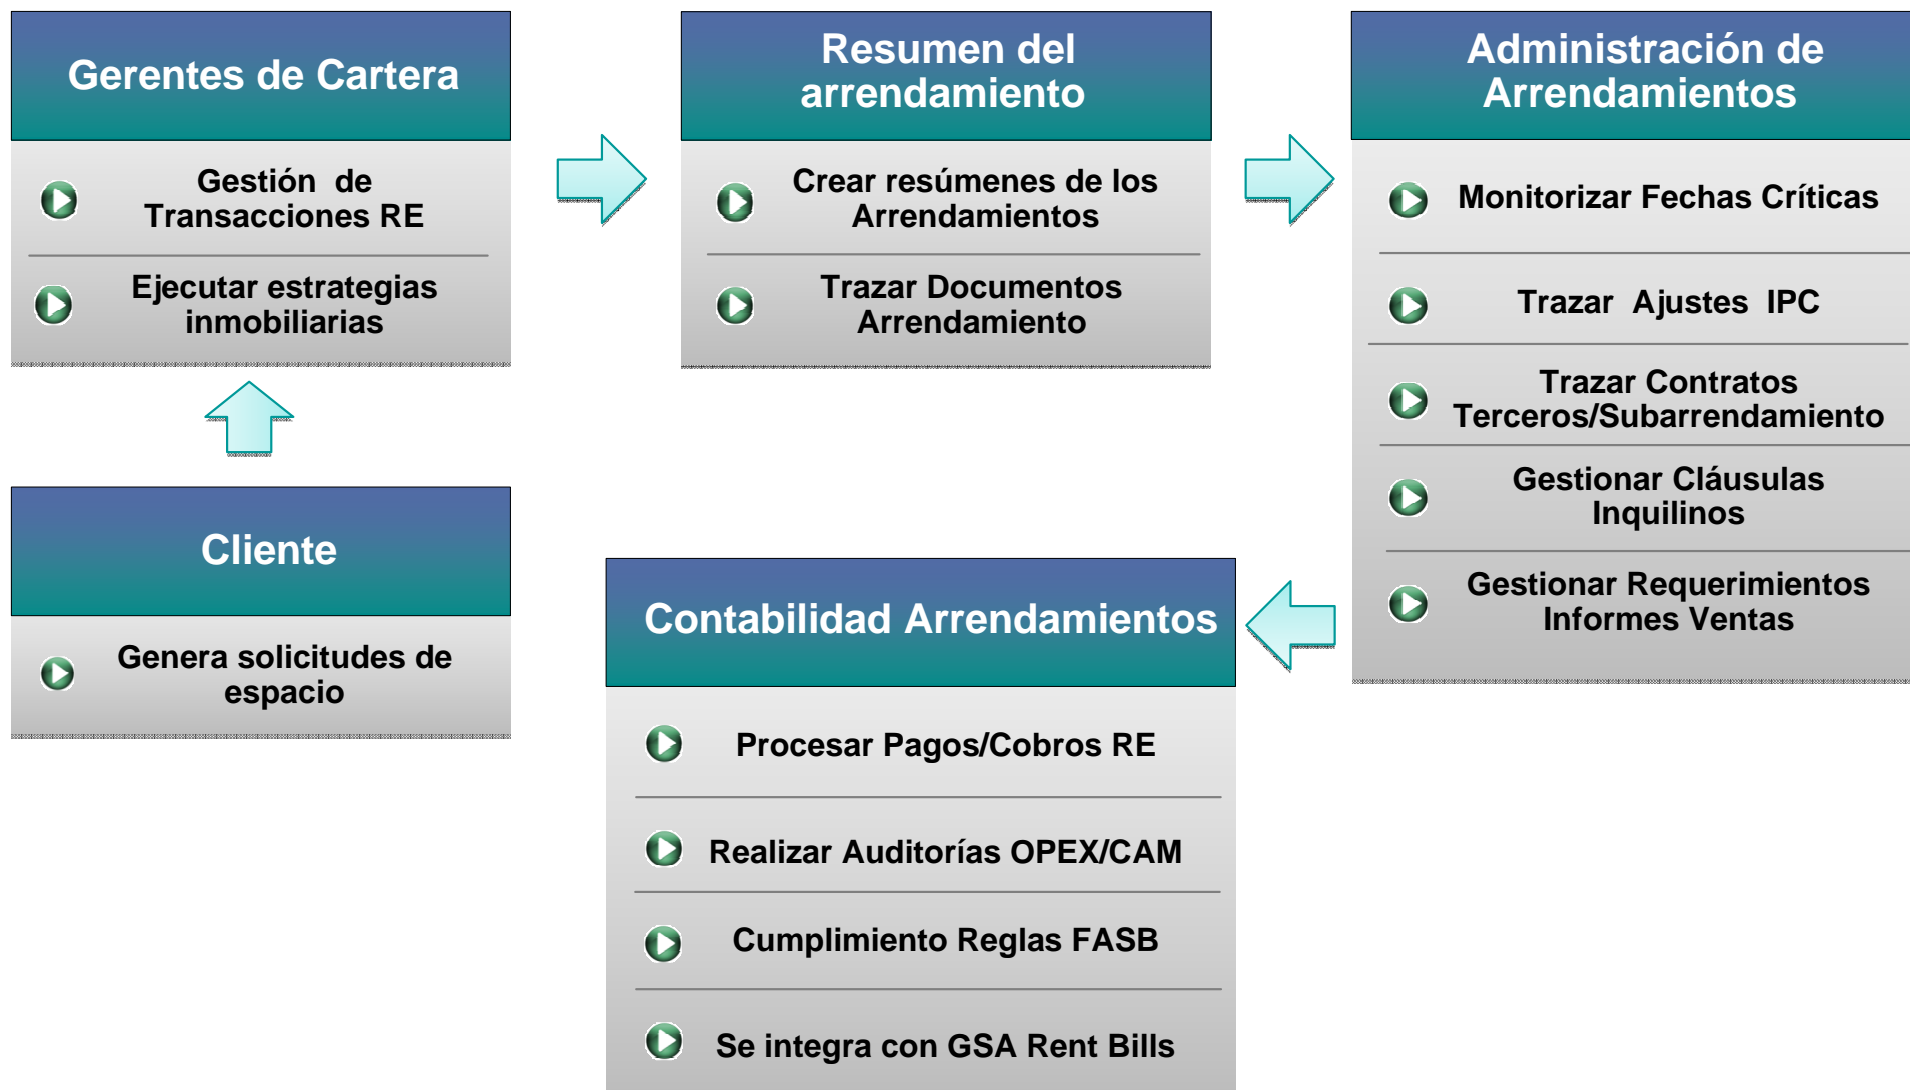 Gerentes de Cartera
Gestión de
Transacciones RE
Ejecutar estrategias
inmobiliarias
Resumen del
arrendamiento
Crear resúmenes de los
Arrendamientos
Trazar Documentos
Arrendamiento
Administración de
Arrendamientos
Monitorizar Fechas Críticas
Trazar Ajustes IPC
Trazar Contratos
Terceros/Subarrendamiento
Gestionar Cláusulas
Inquilinos
Gestionar Requerimientos
Informes Ventas
Cliente
Genera solicitudes de
espacio
Contabilidad Arrendamientos
Procesar Pagos/Cobros RE
Realizar Auditorías OPEX/CAM
Cumplimiento Reglas FASB
Se integra con GSA Rent Bills